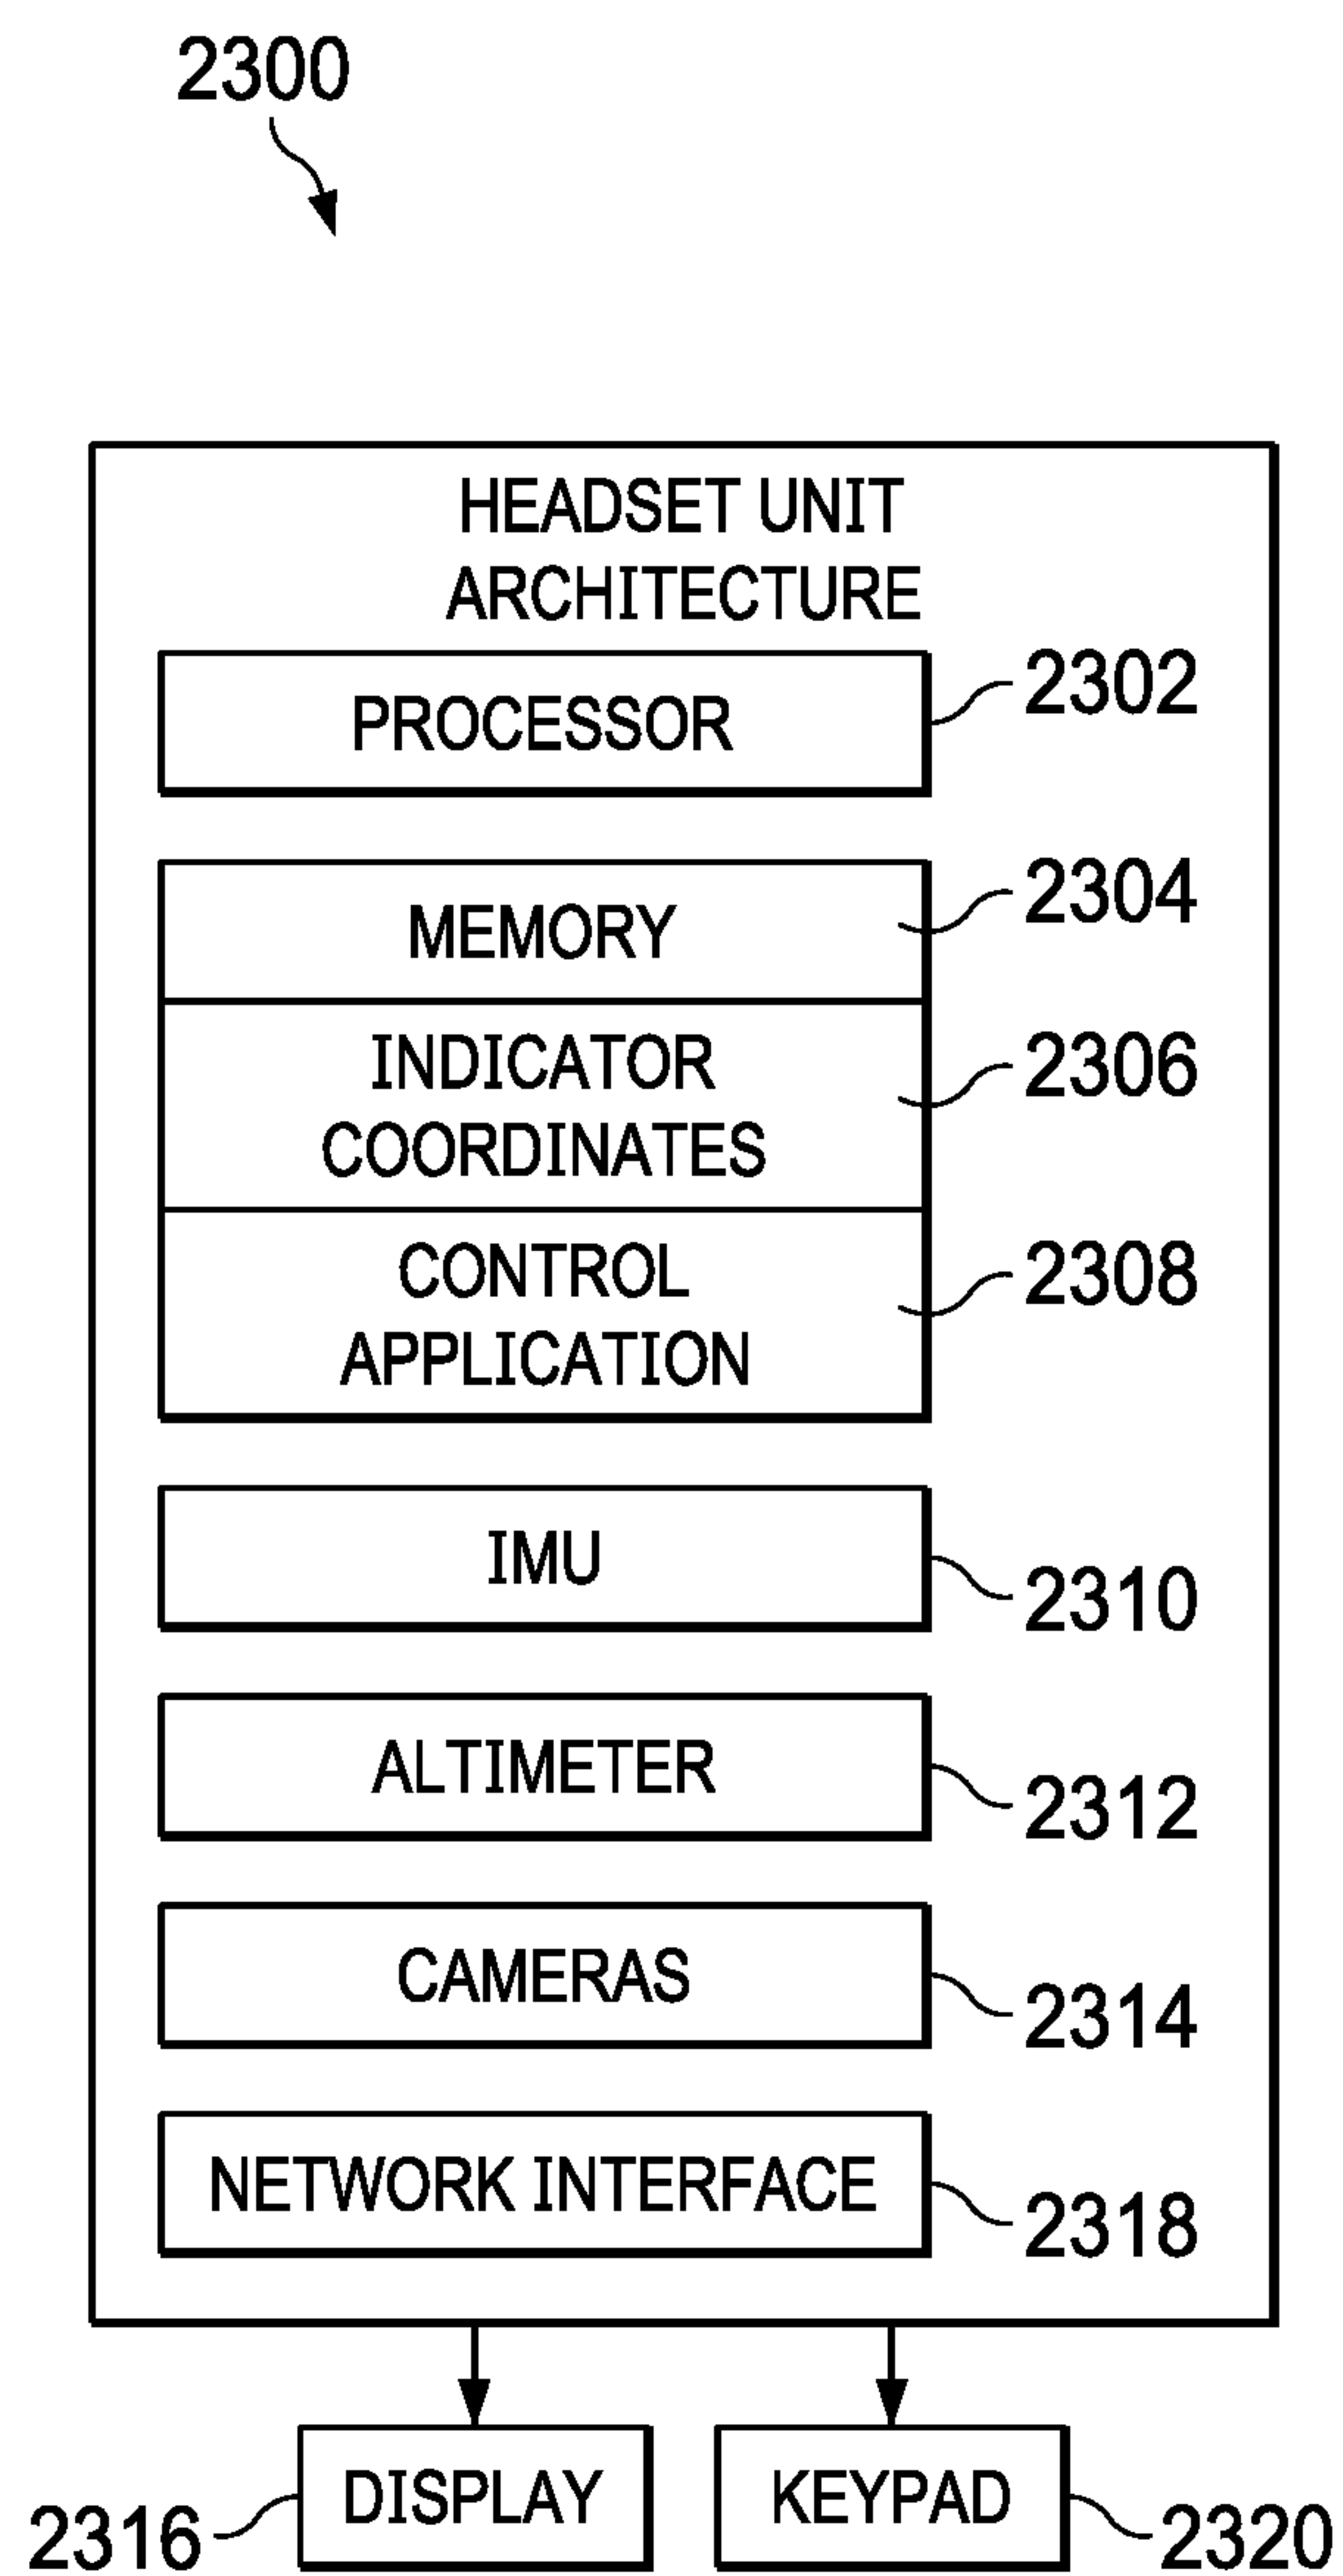 2300
HEADSET UNIT
ARCHITECTURE
PROCESSOR
2302
MEMORY
2304
INDICATOR
COORDINATES
2306
CONTROL
APPLICATION
2308
IMU
2310
ALTIMETER
2312
CAMERAS
2314
NETWORK INTERFACE
2318
2316
DISPLAY
KEYPAD
2320